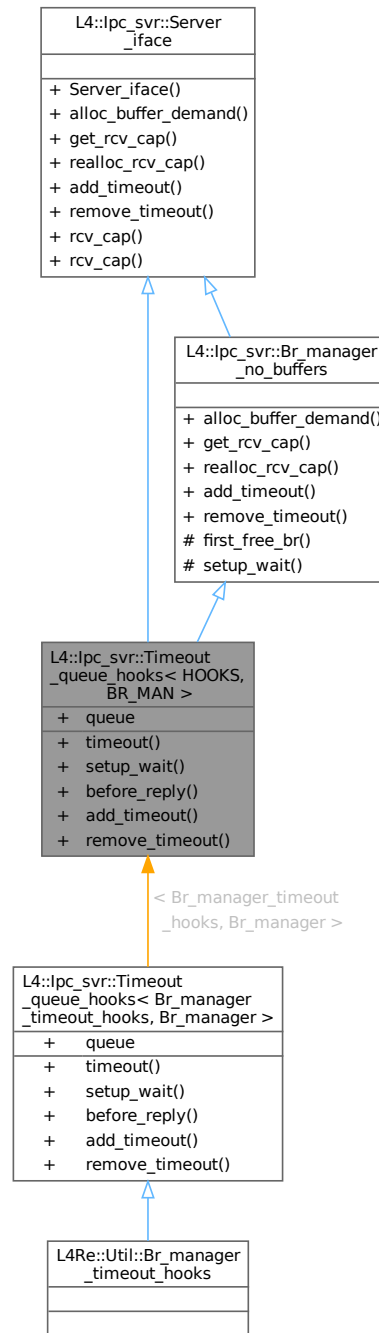 L4::Ipc_svr::Server
_iface
+ Server_iface()
+ alloc_buffer_demand()
+ get_rcv_cap()
+ realloc_rcv_cap()
+ add_timeout()
+ remove_timeout()
+ rcv_cap()
+ rcv_cap()
L4::Ipc_svr::Br_manager
_no_buffers
+ alloc_buffer_demand()
+ get_rcv_cap()
+ realloc_rcv_cap()
+ add_timeout()
+ remove_timeout()
# first_free_br()
# setup_wait()
L4::Ipc_svr::Timeout
_queue_hooks< HOOKS,
BR_MAN >
+ queue
+ timeout()
+ setup_wait()
+ before_reply()
+ add_timeout()
+ remove_timeout()
< Br_manager_timeout
_hooks, Br_manager >
L4::Ipc_svr::Timeout
_queue_hooks< Br_manager
_timeout_hooks, Br_manager >
+ queue
+ timeout()
+ setup_wait()
+ before_reply()
+ add_timeout()
+ remove_timeout()
L4Re::Util::Br_manager
_timeout_hooks